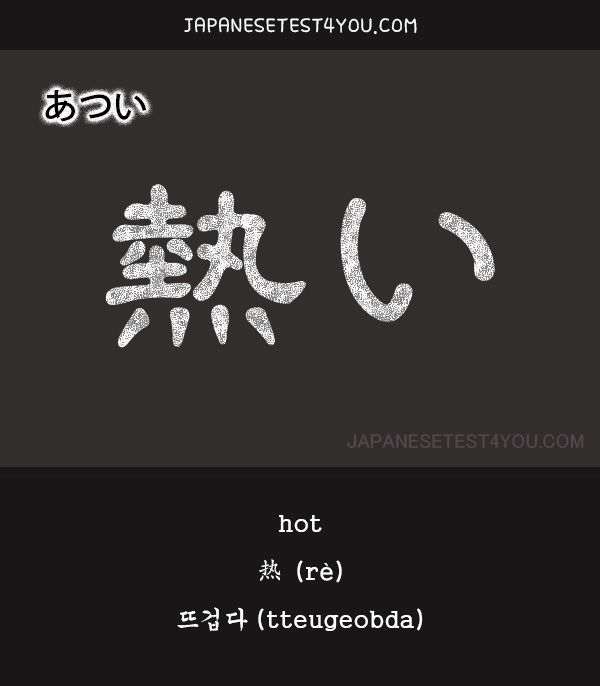 JAPANESETEST4YOU.COM
あつい
熱い
JAPANESETEST4YOU.COM
hot
热 (rè)
뜨겁다 (tteugeobda)